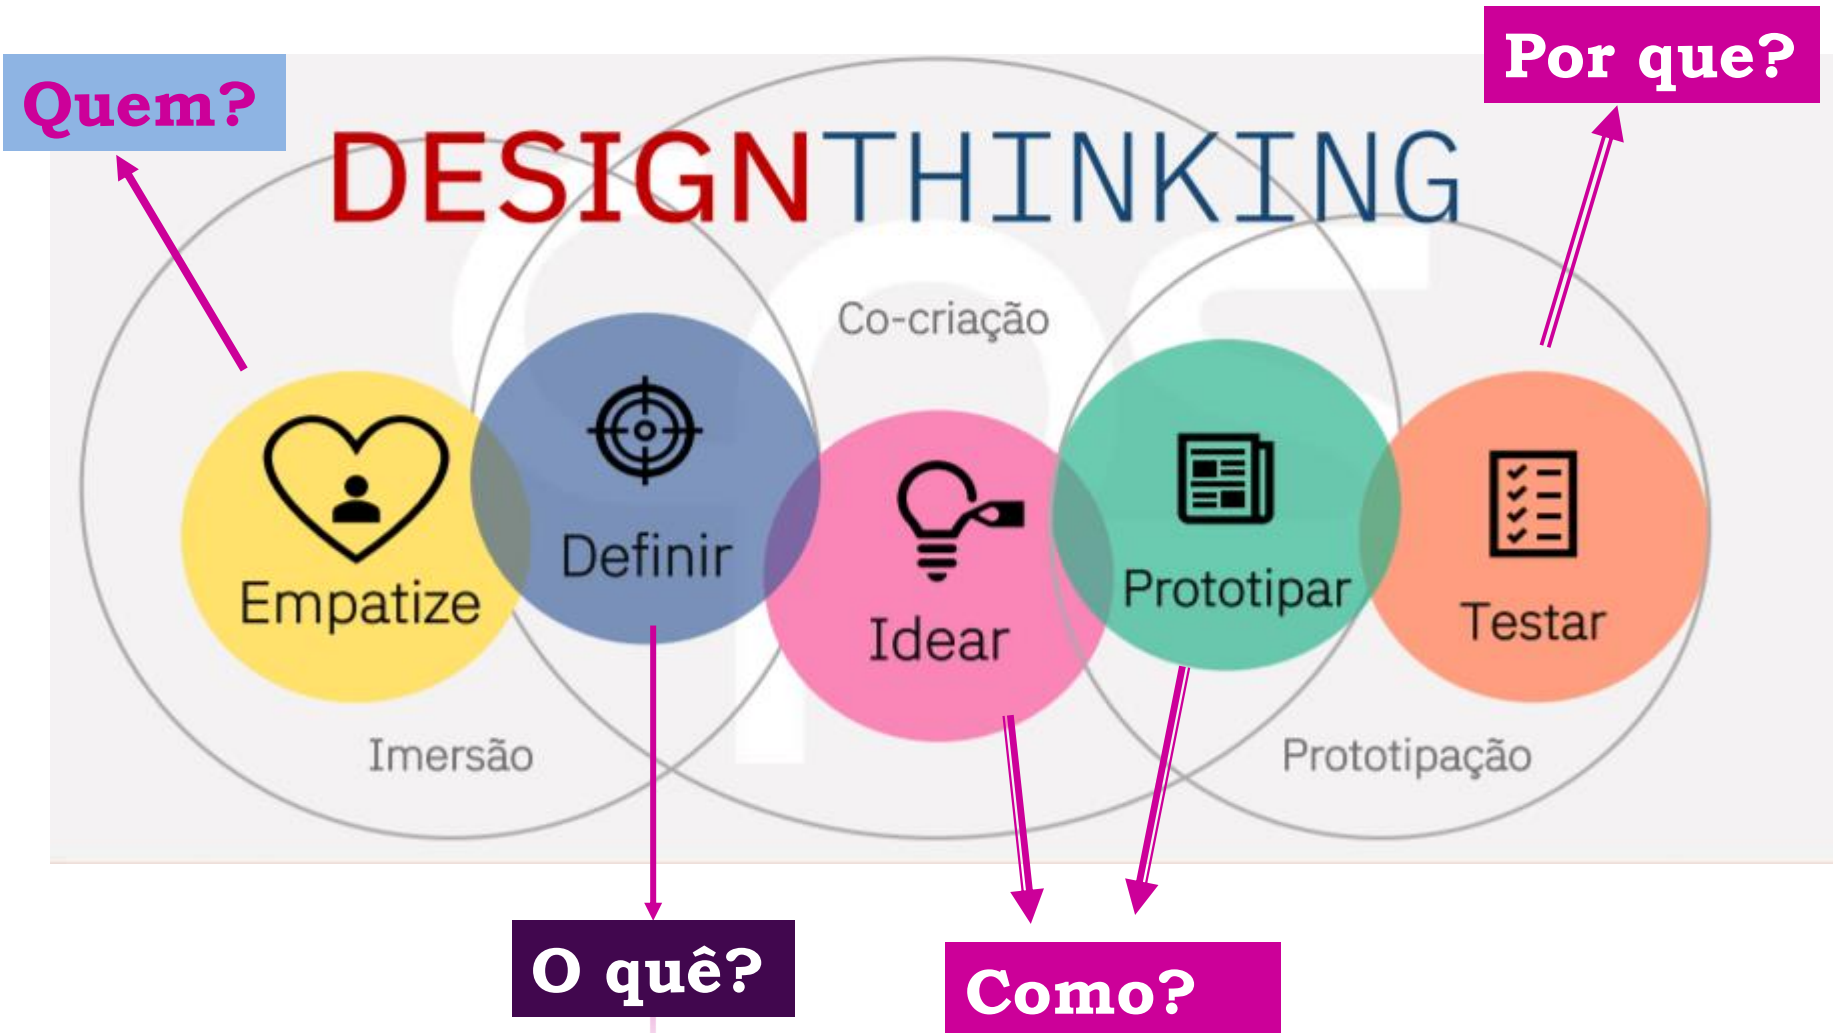 Por que?
Quem?
DESIGNTHINKING
Co-criação
Empatize
Definir
Idear
Prototipar
Testar
Imersão
Prototipação
O quê?
Como?